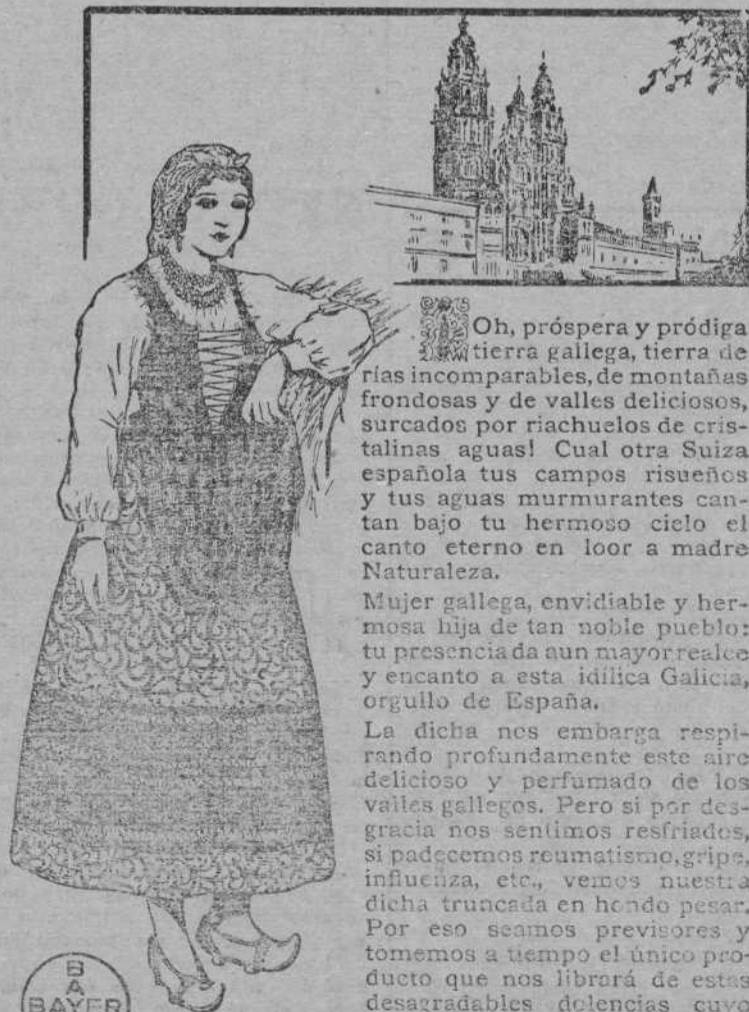 Oh, próspera y pródiga
tierra gallega, tierra de
rías incomparables, de montañas
frondosas y de valles deliciosos,
surcados por riachuelos de cris-
talinas aguas! Cual otra Suiza
española tus campos risueños
y tus aguas murmurantes can-
tan bajo tu hermoso cielo el
canto eterno en loor a madre
Naturaleza.
Mujer gallega, envidiable y her-
mosa hija de tan noble pueblo:
tu presencia da aun mayor realce
y encanto a esta idílica Galicia,
orgullo de España.
La dicha nos embarga respi-
rando profundamente este aire
delicioso y perfumado de los
valles gallegos. Pero si por des-
gracia nos sentimos resfriados,
si padecemos reumatismo, gripe,
influenza, etc., vemos nuestra
dicha truncada en hondo pesar.
Por eso seamos previsores y
tomemos a tiempo el único pro-
ducto que nos librará de estas
desagradables dolencias cuyo
B
A
BAYER